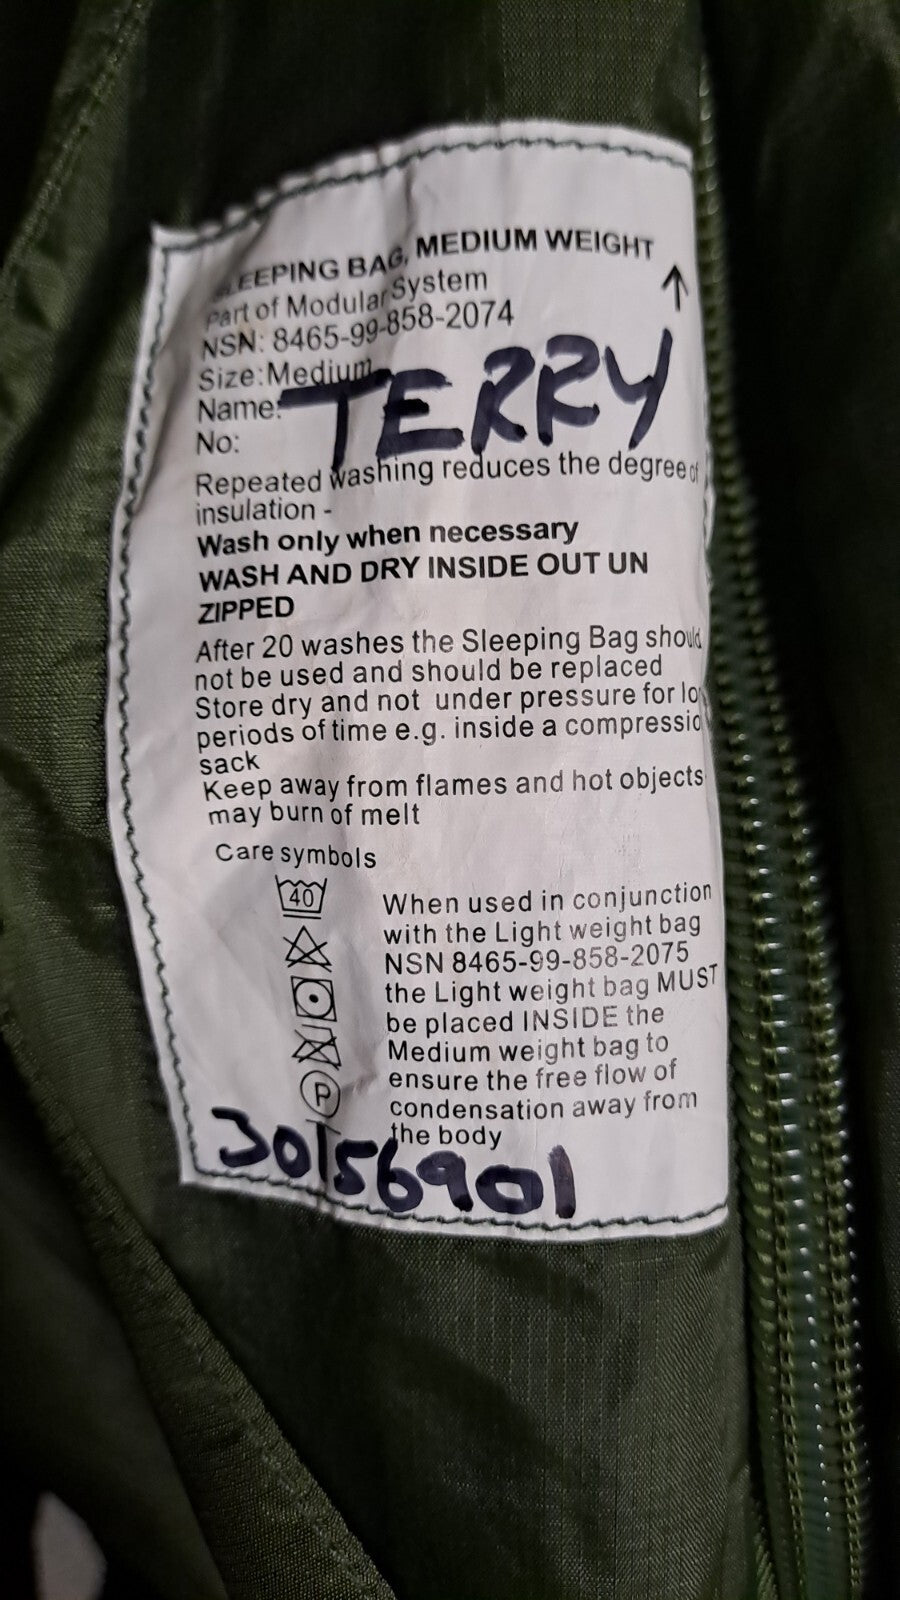 SLEEPING BAG, MEDIUM WEIGHT
Part of Modular System
NSN: 8465-99-858-2074
Size:Medium
Name: TERRY
No:
Repeated washing reduces the degree of
insulation -
Wash only when necessary
WASH AND DRY INSIDE OUT UN
ZIPPED
After 20 washes the Sleeping Bag should
not be used and should be replaced
Store dry and not under pressure for
periods of time e.g. inside a compressio
sack
Keep away from flames and hot objects
may burn of melt
Care symbols
40
P
When used in conjunction
with the Light weight bag
NSN 8465-99-858-2075
the Light weight bag MUST
be placed INSIDE the
Medium weight bag to
ensure the free flow of
condensation away from
the body
30156901